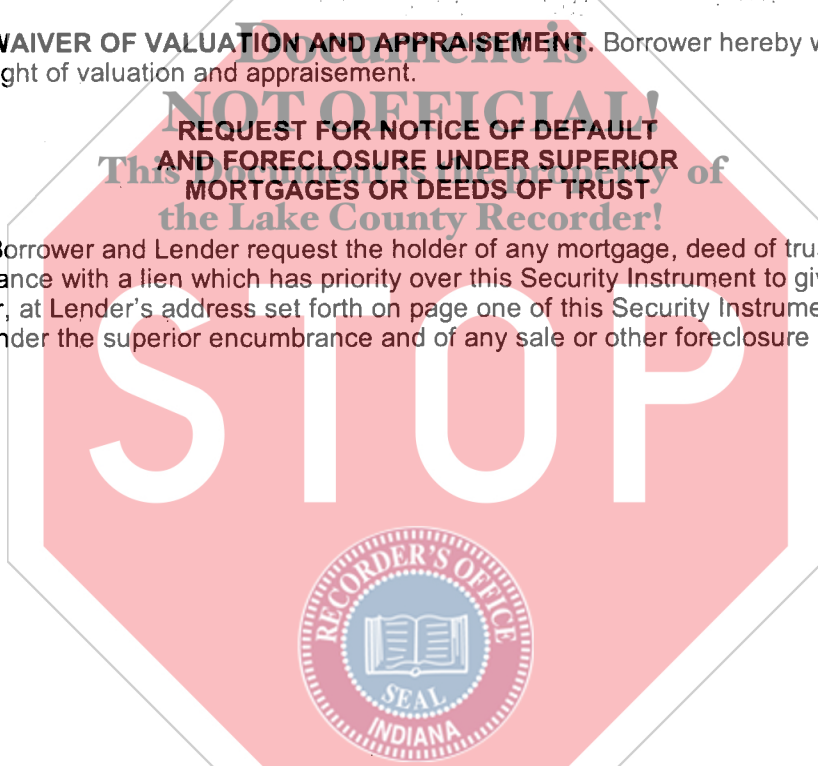 Document is
WAIVER OF VALUATION AND APPRAISEMENT. Borrower hereby
ght of valuation and appraisement.
NOT OFFICIAL!
REQUEST FOR NOTICE OF DEFAULT
AND FORECLOSURE UNDER SUPERIOR
This Document is the property of
MORTGAGES OR DEEDS OF TRUST
the Lake County Recorder!
Borrower and Lender request the holder of any mortgage, deed of tru
ance with a lien which has priority over this Security Instrument to gi
r, at Lender's address set forth on page one of this Security Instrume
nder the superior encumbrance and of any sale or other foreclosure
STOP
RECORDER'S OFFICE
SEAL
INDIANA